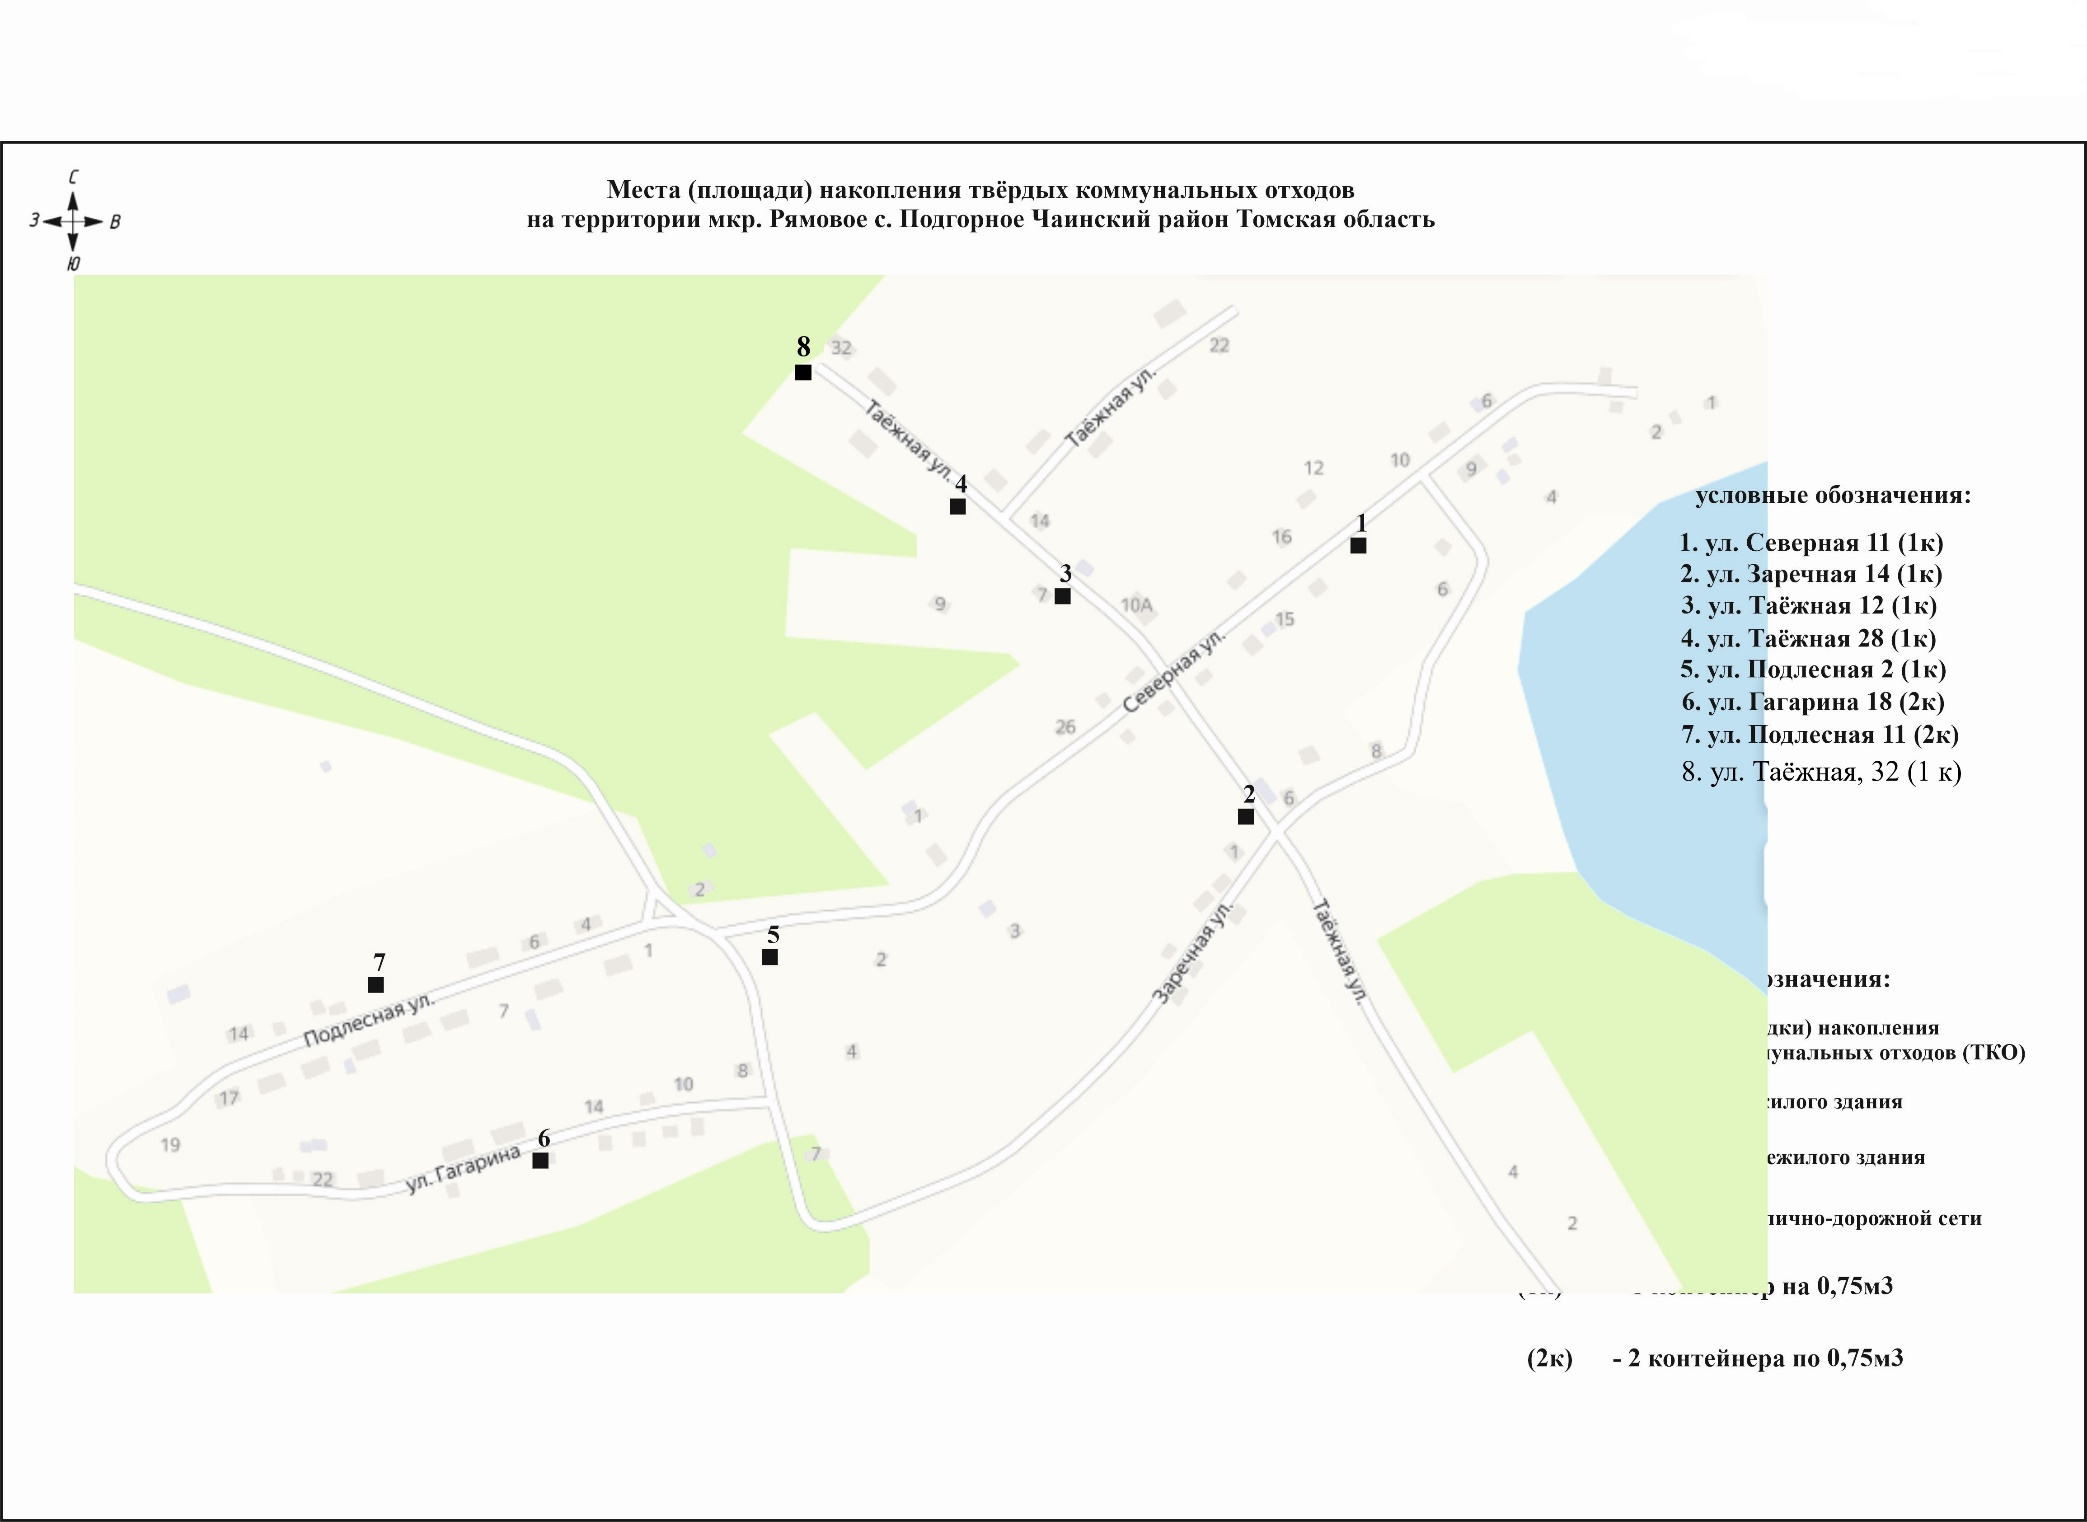 С
З В
Ю
Места (площади) накопления твёрдых коммунальных отходов
на территории мкр. Рямовое с. Подгорное Чаинский район Томская область
8
32
22
Таёжная ул.
Таёжная ул.
6
1
2
4
12
10
9
4
14
1
16
3
7
9
10А
15
6
Северная ул.
26
8
2
6
1
1
2
3
5
2
4
6
1
7
7
Подлесная ул.
14
17
19
Заречная ул.
Таёжная ул.
4
8
10
14
6
22
ул. Гагарина
7
4
2
условные обозначения:
1. ул. Северная 11 (1к)
2. ул. Заречная 14 (1к)
3. ул. Таёжная 12 (1к)
4. ул. Таёжная 28 (1к)
5. ул. Подлесная 2 (1к)
6. ул. Гагарина 18 (2к)
7. ул. Подлесная 11 (2к)
8. ул. Таёжная, 32 (1 к)
означения:
накопления
отходов (ТКО)
здания
здания
сети
на 0,75м3
(2к) - 2 контейнера по 0,75м3